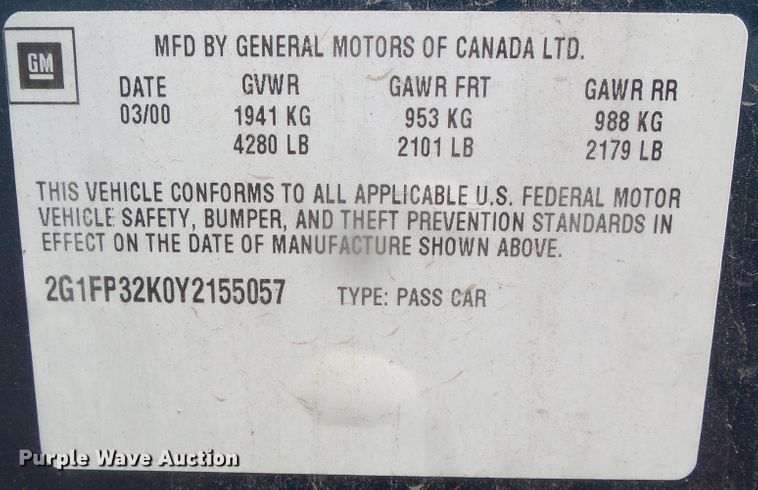 GM
MFD BY GENERAL MOTORS OF CANADA LTD.
DATE GVWR GAWR FRT GAWR RR
03/00 1941 KG 953 KG 988 KG
4280 LB 2101 LB 2179 LB
THIS VEHICLE CONFORMS TO ALL APPLICABLE U.S. FEDERAL MOTOR
VEHICLE SAFETY, BUMPER, AND THEFT PREVENTION STANDARDS IN
EFFECT ON THE DATE OF MANUFACTURE SHOWN ABOVE.
2G1FP32K0Y2155057 TYPE: PASS CAR
Purple Wave Auction